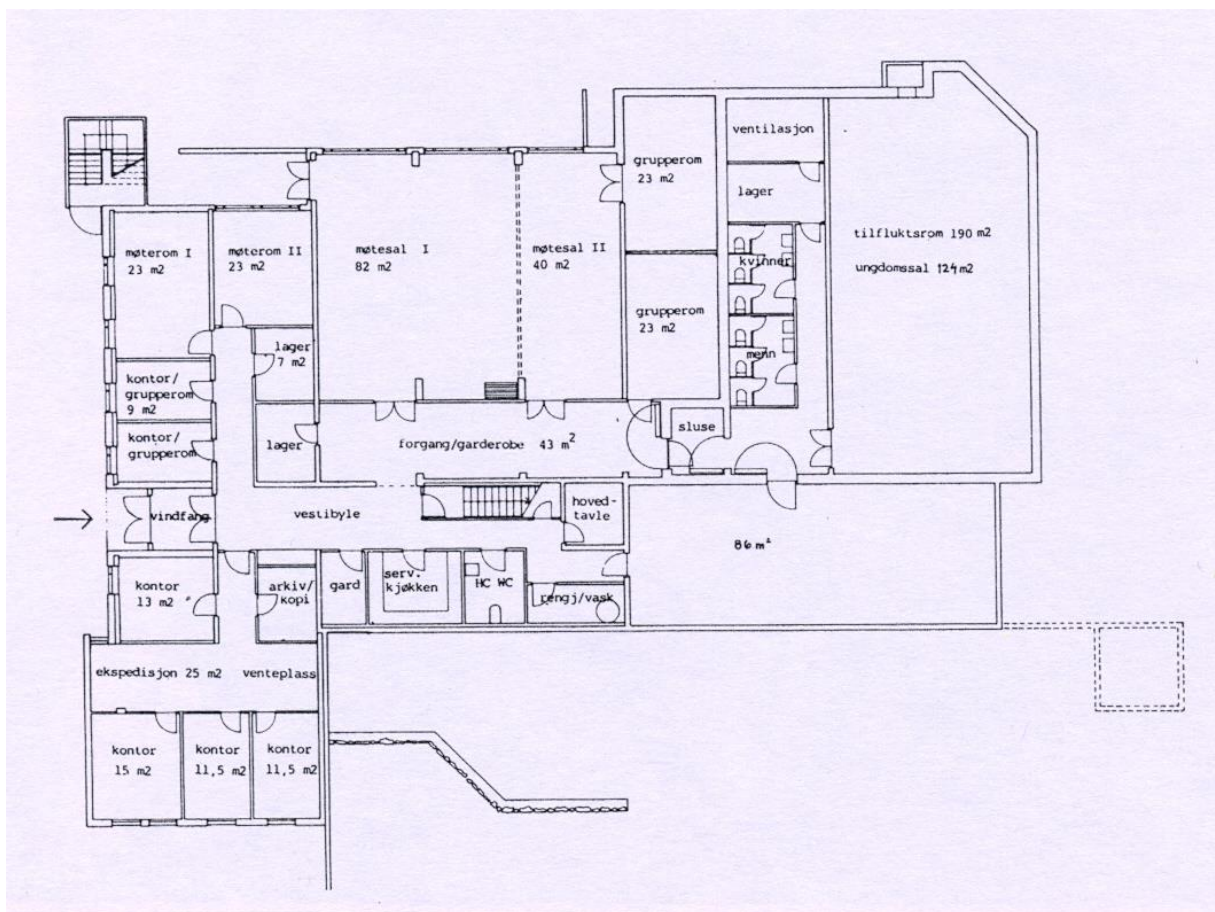 ventilasjon
grupperom
23 m2
lager
tilfluktsrom 190 m2
ungdomssal 124 m2
møterom I
23 m2
møterom II
23 m2
møtesal I
82 m2
møtesal II
40 m2
kvinner
grupperom
23 m2
menn
lager
7 m2
kontor/
grupperom
9 m2
kontor/
grupperom
lager
forgang/garderobe 43 m2
sluse
vindfang
vestibyle
hoved-
tavle
86 m²
kontor
13 m2
arkiv/
kopi
gard
serv.
kjøkken
HC WC
rengj/vask
ekspedisjon 25 m2
venteplass
kontor
15 m2
kontor
11,5 m2
kontor
11,5 m2